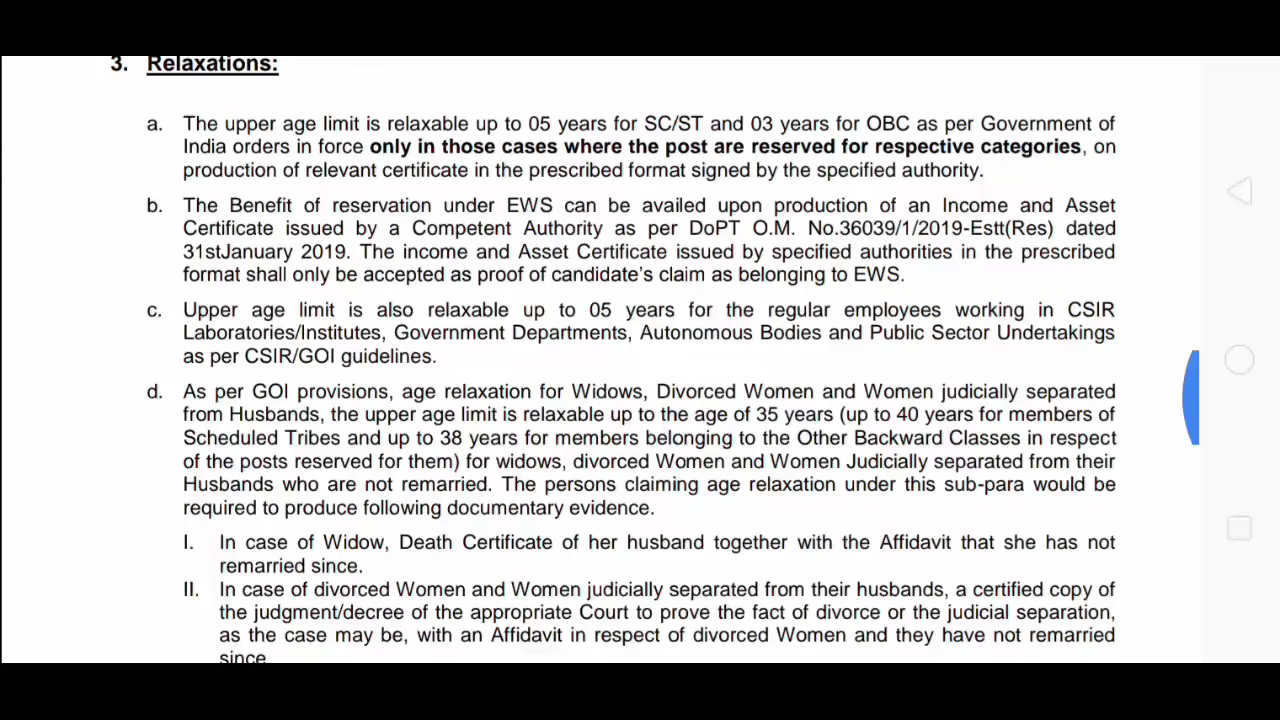 3. Relaxations:
a. The upper age limit is relaxable up to 05 years for SC/ST and 03 years for OBC as per Government of
India orders in force only in those cases where the post are reserved for respective categories, on
production of relevant certificate in the prescribed format signed by the specified authority.
b. The Benefit of reservation under EWS can be availed upon production of an Income and Asset
Certificate issued by a Competent Authority as per DoPT O.M. No.36039/1/2019-Estt(Res) dated
31stJanuary 2019. The income and Asset Certificate issued by specified authorities in the prescribed
format shall only be accepted as proof of candidate’s claim as belonging to EWS.
c. Upper age limit is also relaxable up to 05 years for the regular employees working in CSIR
Laboratories/Institutes, Government Departments, Autonomous Bodies and Public Sector Undertakings
as per CSIR/GOI guidelines.
d. As per GOI provisions, age relaxation for Widows, Divorced Women and Women judicially separated
from Husbands, the upper age limit is relaxable up to the age of 35 years (up to 40 years for members of
Scheduled Tribes and up to 38 years for members belonging to the Other Backward Classes in respect
of the posts reserved for them) for widows, divorced Women and Women Judicially separated from their
Husbands who are not remarried. The persons claiming age relaxation under this sub-para would be
required to produce following documentary evidence.
I. In case of Widow, Death Certificate of her husband together with the Affidavit that she has not
remarried since.
II. In case of divorced Women and Women judicially separated from their husbands, a certified copy of
the judgment/decree of the appropriate Court to prove the fact of divorce or the judicial separation,
as the case may be, with an Affidavit in respect of divorced Women and they have not remarried
since.